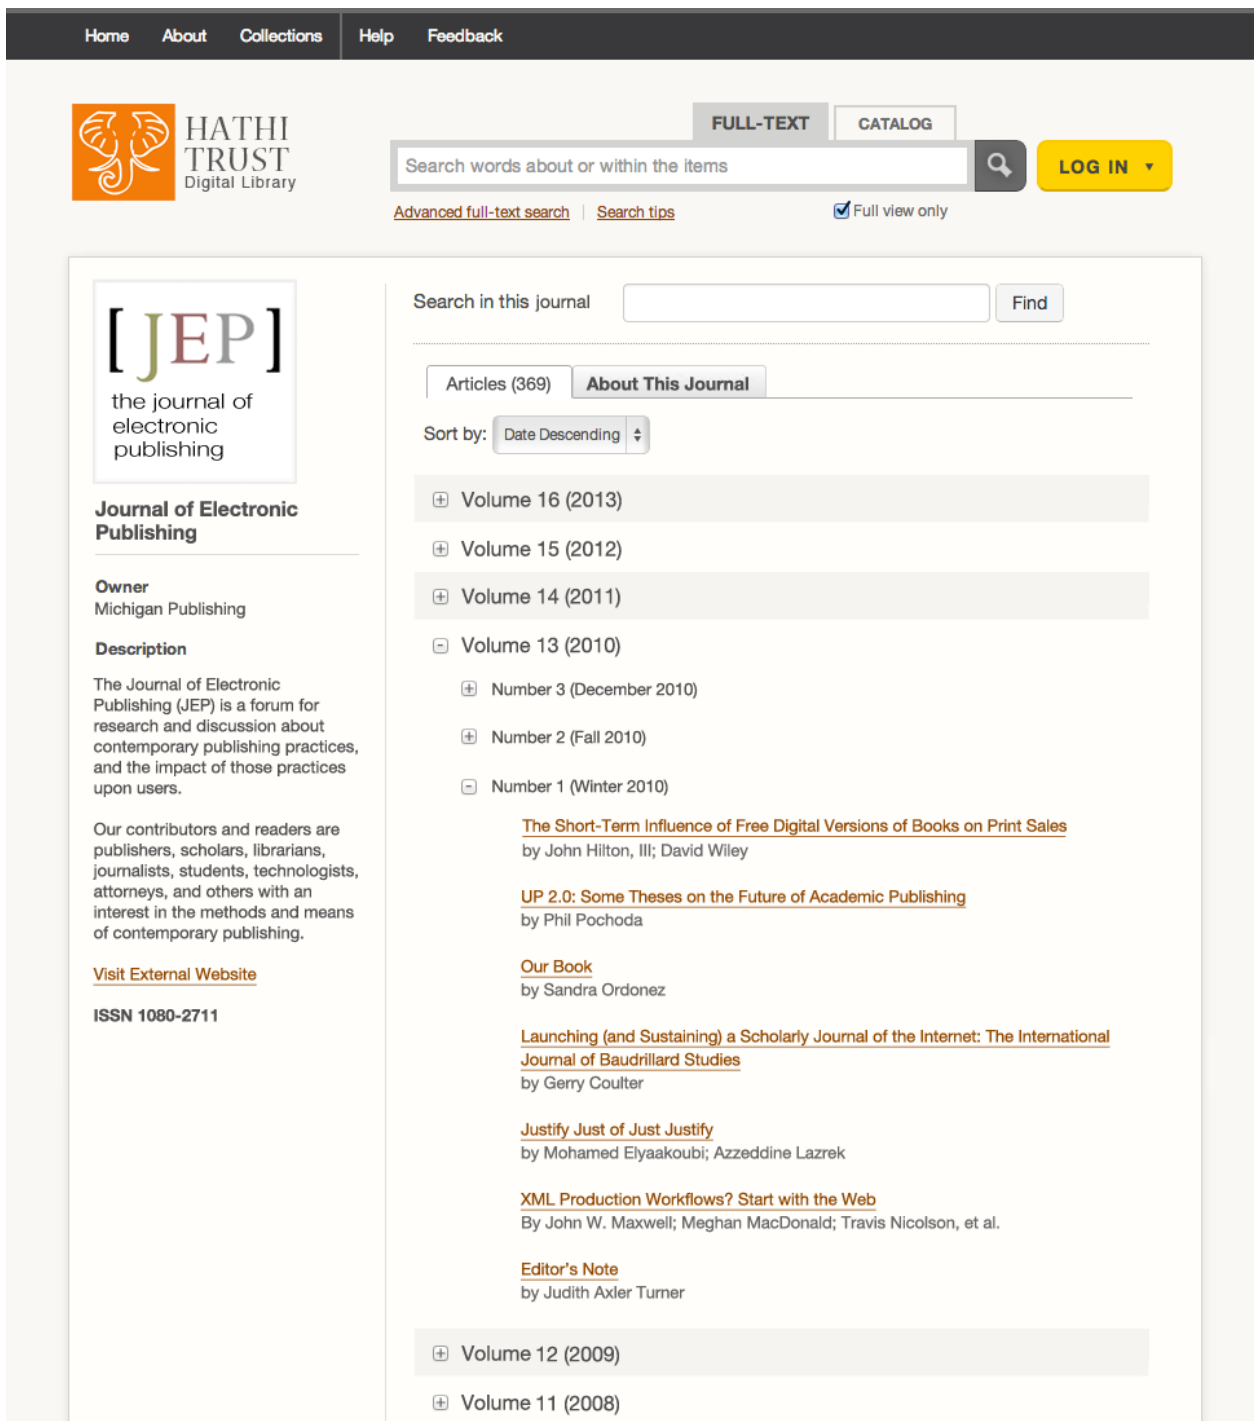 Home About Collections Help Feedback
HATHI
TRUST
Digital Library
FULL-TEXT CATALOG
Search words about or within the items
LOG IN
Advanced full-text search Search tips
Full view only
[JEP]
the journal of
electronic
publishing
Journal of Electronic
Publishing
Owner
Michigan Publishing
Description
The Journal of Electronic
Publishing (JEP) is a forum for
research and discussion about
contemporary publishing practices,
and the impact of those practices
upon users.
Our contributors and readers are
publishers, scholars, librarians,
journalists, students, technologists,
attorneys, and others with an
interest in the methods and means
of contemporary publishing.
Visit External Website
ISSN 1080-2711
Search in this journal Find
Articles (369) About This Journal
Sort by: Date Descending
Volume 16 (2013)
Volume 15 (2012)
Volume 14 (2011)
Volume 13 (2010)
Number 3 (December 2010)
Number 2 (Fall 2010)
Number 1 (Winter 2010)
The Short-Term Influence of Free Digital Versions of Books on Print Sales
by John Hilton, III; David Wiley
UP 2.0: Some Theses on the Future of Academic Publishing
by Phil Pochoda
Our Book
by Sandra Ordonez
Launching (and Sustaining) a Scholarly Journal of the Internet: The International
Journal of Baudrillard Studies
by Gerry Coulter
Justify Just of Just Justify
by Mohamed Elyaakoubi; Azzeddine Lazrek
XML Production Workflows? Start with the Web
By John W. Maxwell; Meghan MacDonald; Travis Nicolson, et al.
Editor's Note
by Judith Axler Turner
Volume 12 (2009)
Volume 11 (2008)